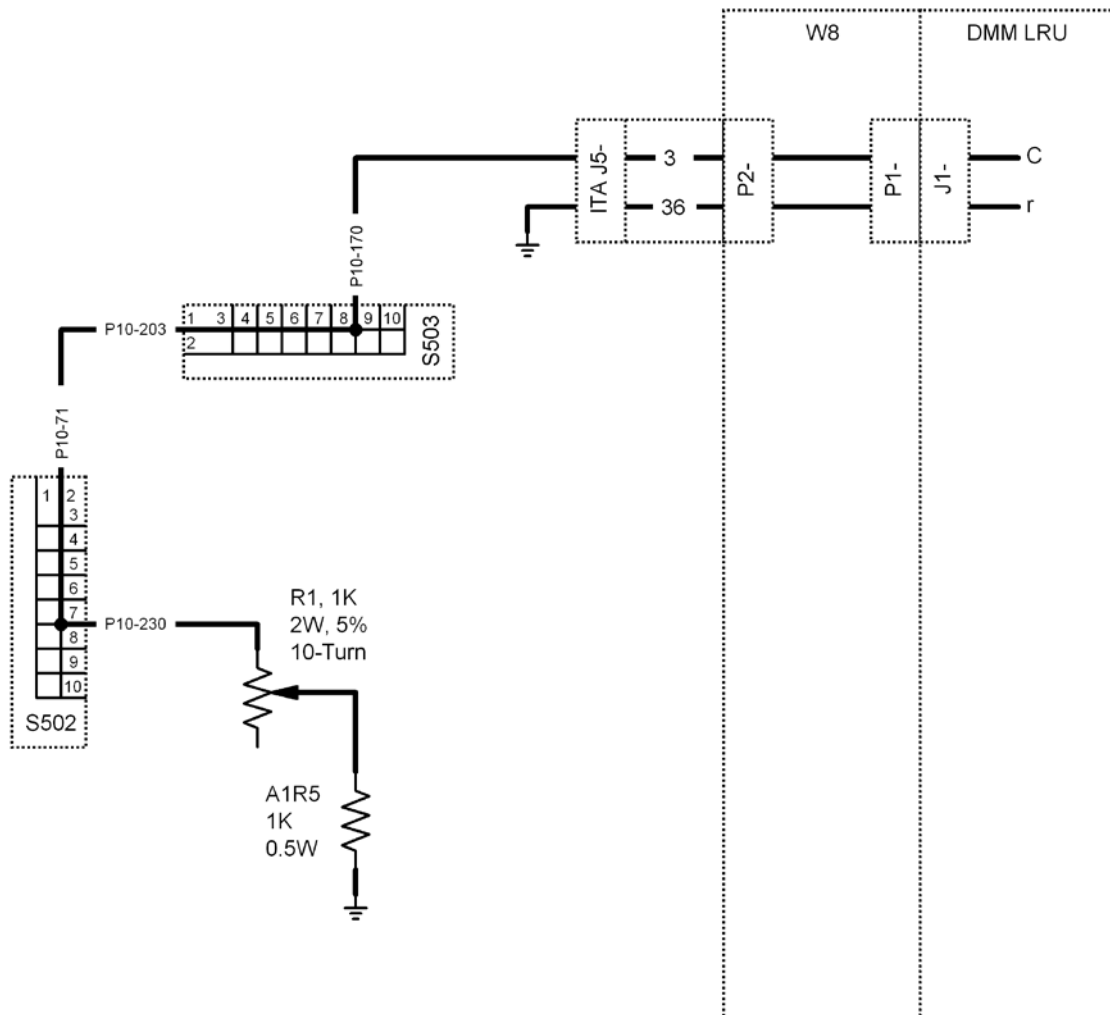 W8 DMM LRU
ITA J5-
3
36
P2-
P1-
J1-
C
r
P10-170
P10-203
1 3 4 5 6 7 8 9 10
2
S503
P10-71
1 2
3
4
5
6
7
8
9
10
S502
P10-230
R1, 1K
2W, 5%
10-Turn
A1R5
1K
0.5W